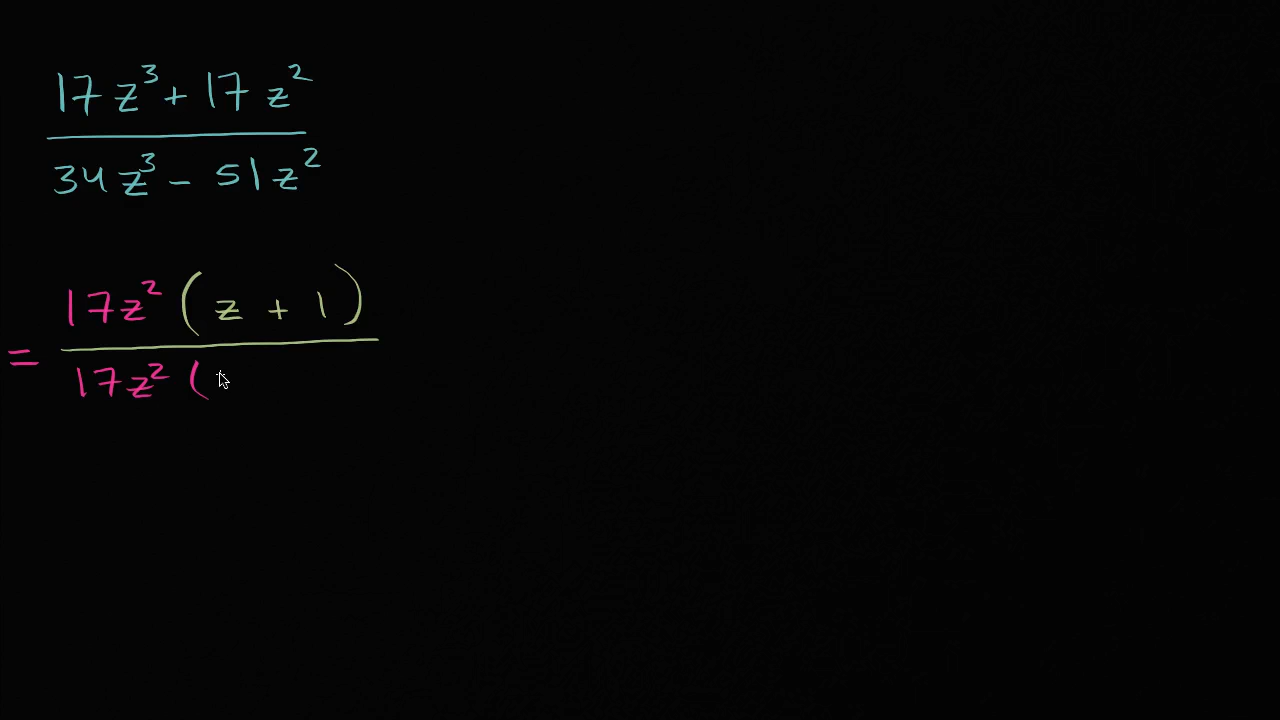 17z³ + 17z²
34z³ - 51z²
17z² (z + 1)
=
17z² (